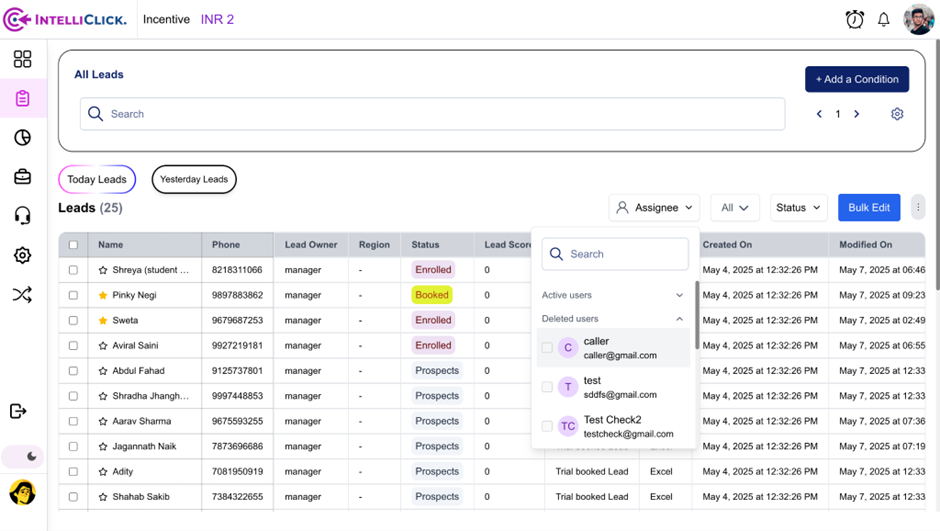 INTELLICLICK. Incentive INR 2
All Leads
+ Add a Condition
Search
1
Today Leads Yesterday Leads
Leads (25) Assignee All Status Bulk Edit
Name Phone Lead Owner Region Status Lead Score Created On Modified On
Search
Active users
Deleted users
C caller
caller@gmail.com
T test
sddfs@gmail.com
TC Test Check2
testcheck@gmail.com
Shreya (student ... 8218311066 manager - Enrolled 0 May 4, 2025 at 12:32:26 PM May 7, 2025 at 06:46
Pinky Negi 9897883862 manager - Booked 0 May 4, 2025 at 12:32:26 PM May 7, 2025 at 09:23
Sweta 9679687253 manager - Enrolled 0 May 4, 2025 at 12:32:26 PM May 7, 2025 at 02:49
Aviral Saini 9927219181 manager - Enrolled 0 May 4, 2025 at 12:32:26 PM May 7, 2025 at 06:55
Abdul Fahad 9125737801 manager - Prospects 0 May 4, 2025 at 12:32:26 PM May 7, 2025 at 12:33
Shradha Jhangh... 9997448853 manager - Prospects 0 May 4, 2025 at 12:32:26 PM May 7, 2025 at 12:33
Aarav Sharma 9675593255 manager - Prospects 0 May 4, 2025 at 12:32:26 PM May 7, 2025 at 07:36
Jagannath Naik 7873696686 manager - Prospects 0 Trial booked Lead Excel May 4, 2025 at 12:32:26 PM May 7, 2025 at 07:19
Adity 7081950919 manager - Prospects 0 Trial booked Lead Excel May 4, 2025 at 12:32:26 PM May 7, 2025 at 12:33
Shahab Sakib 7384322655 manager - Prospects 0 Trial booked Lead Excel May 4, 2025 at 12:32:26 PM May 7, 2025 at 12:33